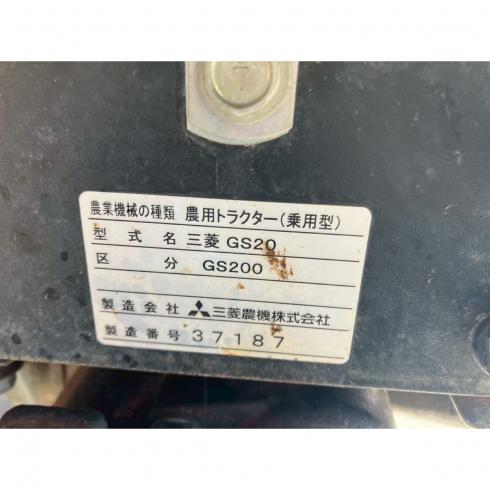 農業機械の種類 農用トラクター(乗用型)
型式名 三菱 GS20
区分 GS200
製造会社 三菱農機株式会社
製造番号 37187